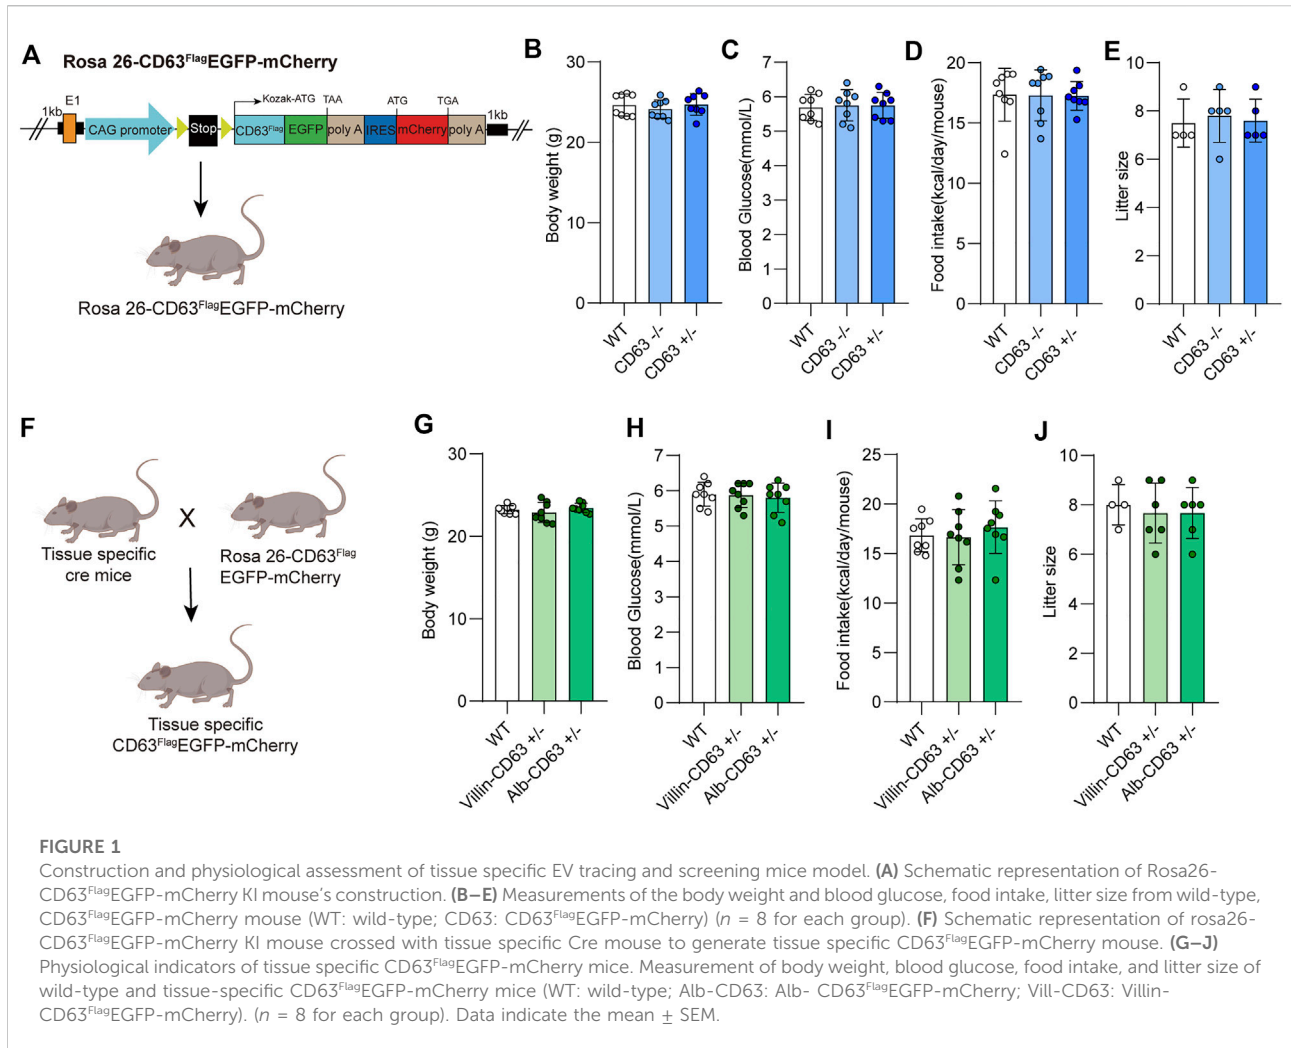 A
Rosa 26-CD63FlagEGFP-mCherry
1kb
E1
Kozak-ATG
TAA
ATG
TGA
1kb
CAG promoter
Stop
CD63Flag
EGFP
poly A
IRES
mCherry
poly A
Rosa 26-CD63FlagEGFP-mCherry
B
Body weight (g)
30
20
10
0
WT
CD63 -/-
CD63 +/-
C
Blood Glucose(mmol/L)
7
6
5
4
3
2
1
0
WT
CD63 -/-
CD63 +/-
D
Food intake(kcal/day/mouse)
20
15
10
5
0
WT
CD63 -/-
CD63 +/-
E
Litter size
10
8
6
4
2
0
WT
CD63 -/-
CD63 +/-
F
X
Tissue specific
cre mice
Rosa 26-CD63Flag
EGFP-mCherry
Tissue specific
CD63FlagEGFP-mCherry
G
Body weight (g)
30
20
10
0
WT
Villin-CD63 +/-
Alb-CD63 +/-
H
Blood Glucose(mmol/L)
7
6
5
4
3
2
1
0
WT
Villin-CD63 +/-
Alb-CD63 +/-
I
Food intake(kcal/day/mouse)
25
20
15
10
5
0
WT
Villin-CD63 +/-
Alb-CD63 +/-
J
Litter size
10
8
6
4
2
0
WT
Villin-CD63 +/-
Alb-CD63 +/-
FIGURE 1
Construction and physiological assessment of tissue specific EV tracing and screening mice model. (A) Schematic representation of Rosa26-
CD63FlagEGFP-mCherry KI mouse's construction. (B–E) Measurements of the body weight and blood glucose, food intake, litter size from wild-type,
CD63FlagEGFP-mCherry mouse (WT: wild-type; CD63: CD63FlagEGFP-mCherry) (n = 8 for each group). (F) Schematic representation of rosa26-
CD63FlagEGFP-mCherry KI mouse crossed with tissue specific Cre mouse to generate tissue specific CD63FlagEGFP-mCherry mouse. (G–J)
Physiological indicators of tissue specific CD63FlagEGFP-mCherry mice. Measurement of body weight, blood glucose, food intake, and litter size of
wild-type and tissue-specific CD63FlagEGFP-mCherry mice (WT: wild-type; Alb-CD63: Alb- CD63FlagEGFP-mCherry; Vill-CD63: Villin-
CD63FlagEGFP-mCherry). (n = 8 for each group). Data indicate the mean ± SEM.